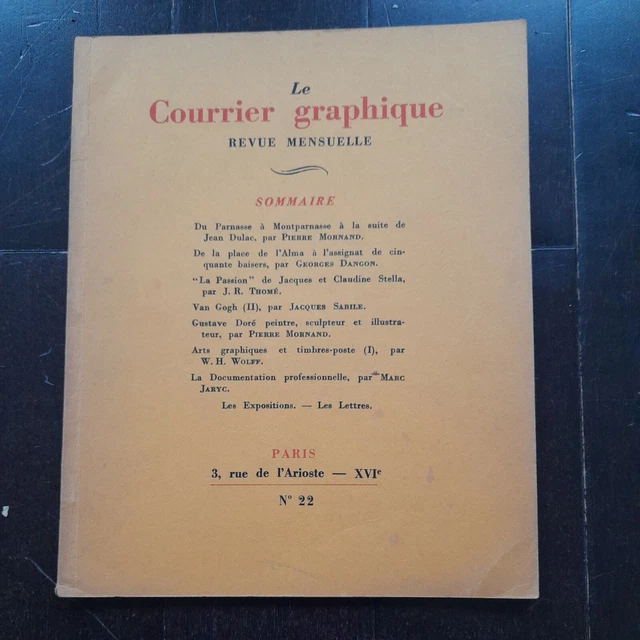 Le
Courrier graphique
REVUE MENSUELLE
SOMMAIRE
Du Parnasse à Montparnasse à la suite de
Jean Dulac, par PIERRE MORNAND.
De la place de l'Alma à l'assignat de cin-
quante baisers, par GEORGES DANGON.
"La Passion" de Jacques et Claudine Stella,
par J. R. THOMÉ.
Van Gogh (II), par JACQUES SABILE.
Gustave Doré peintre, sculpteur et illustra-
teur, par PIERRE MORNAND.
Arts graphiques et timbres-poste (I), par
W. H. WOLFF.
La Documentation professionnelle, par MARC
JARYC.
Les Expositions. — Les Lettres.
PARIS
3, rue de l'Arioste — XVIe
N° 22